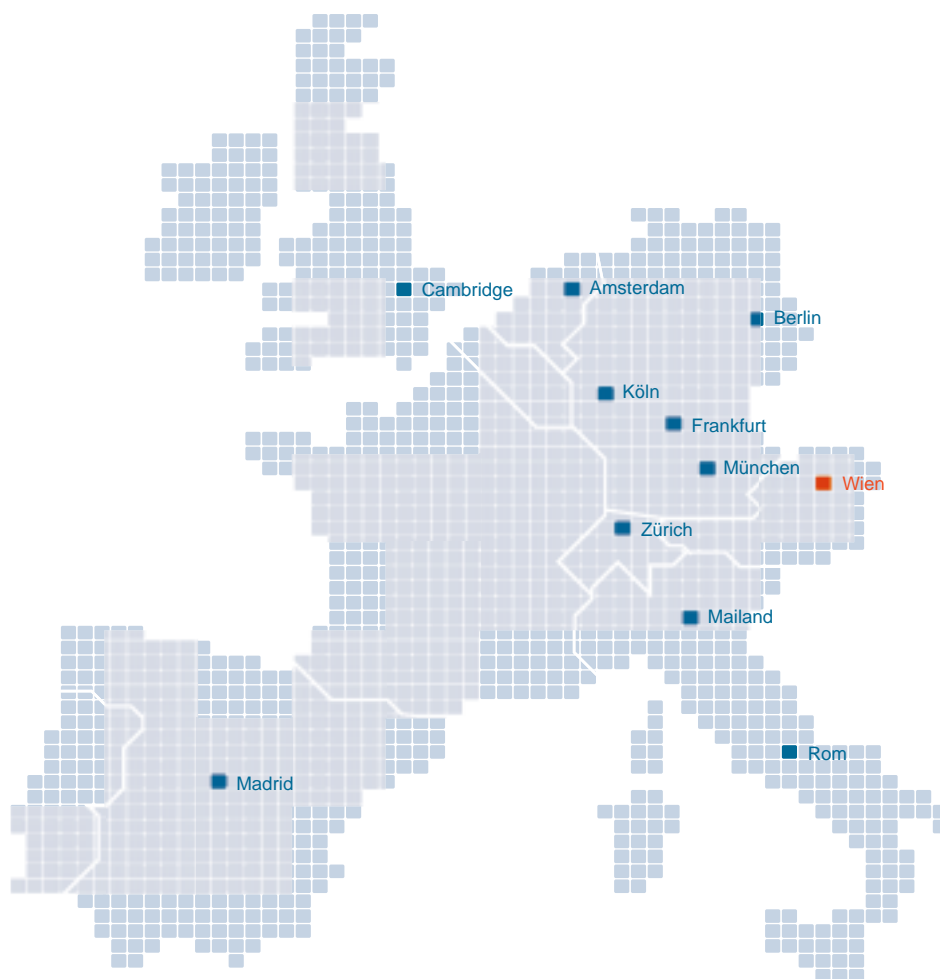 Cambridge
Amsterdam
Berlin
Köln
Frankfurt
München
Wien
Zürich
Mailand
Rom
Madrid